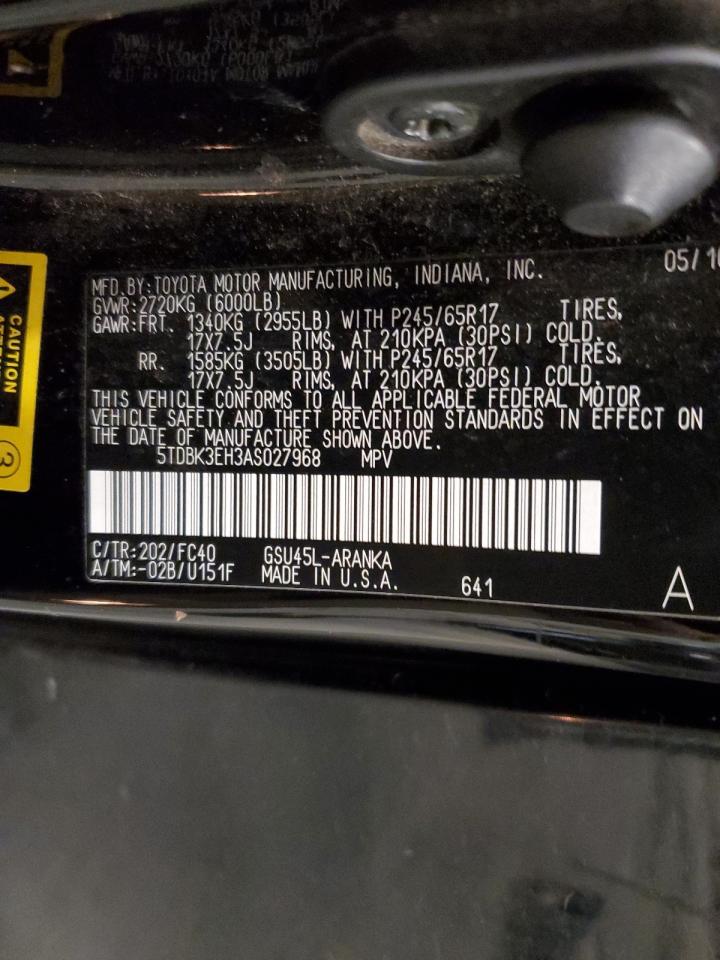 05/10
MFD.BY:TOYOTA MOTOR MANUFACTURING, INDIANA, INC.
GVWR:2720KG (6000LB)
GAWR:FRT. 1340KG (2955LB) WITH P245/65R17 TIRES,
17X7.5J RIMS, AT 210KPA (30PSI) COLD.
RR. 1585KG (3505LB) WITH P245/65R17 TIRES,
17X7.5J RIMS, AT 210KPA (30PSI) COLD.
THIS VEHICLE CONFORMS TO ALL APPLICABLE FEDERAL MOTOR
VEHICLE SAFETY AND THEFT PREVENTION STANDARDS IN EFFECT ON
THE DATE OF MANUFACTURE SHOWN ABOVE.
5TDBK3EH3AS027968 MPV
C/TR:202/FC40 GSU45L-ARANKA
A/TM:-02B/U151F MADE IN U.S.A. 641 A
CAUTION
3